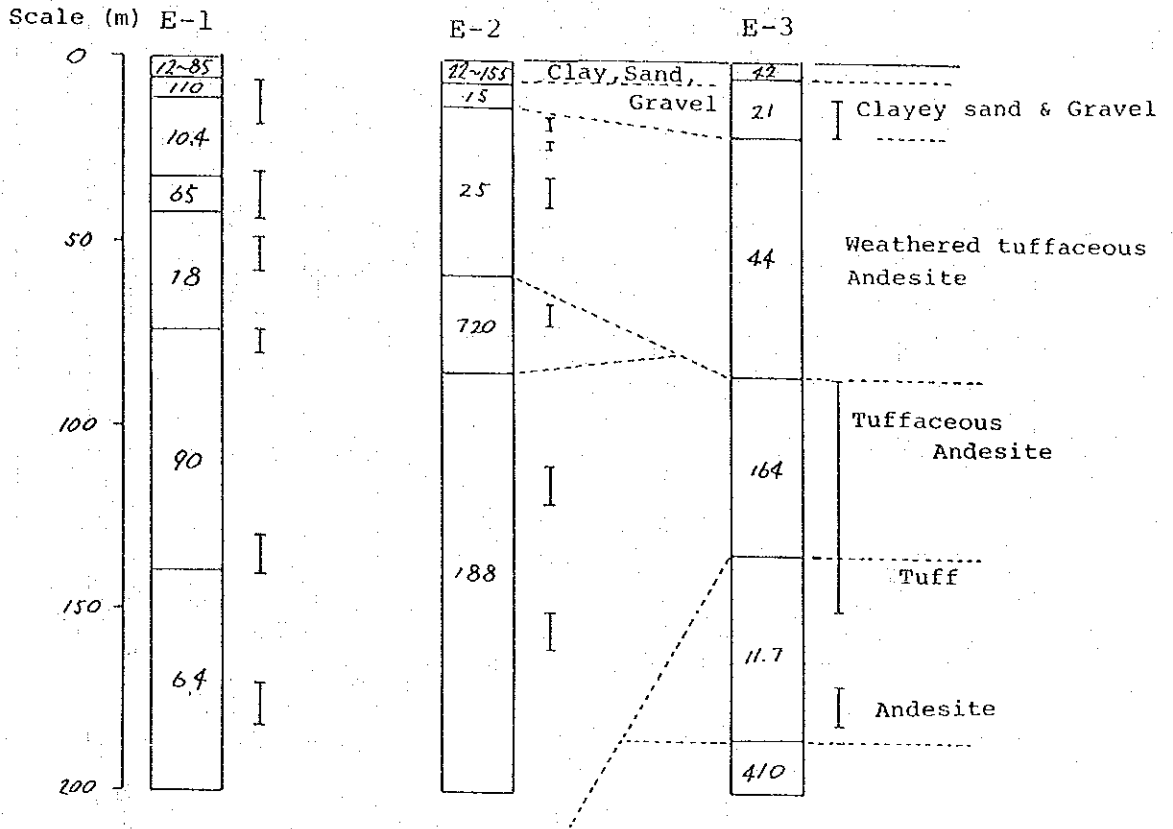 Scale (m) E-1 E-2 E-3
0
12~85
110
10.4
65
18
90
6.4
50
100
150
200
22~155
15
25
720
188
Clay, Sand,
Gravel
42
21
44
164
11.7
410
Clayey sand & Gravel
Weathered tuffaceous
Andesite
Tuffaceous
Andesite
Tuff
Andesite